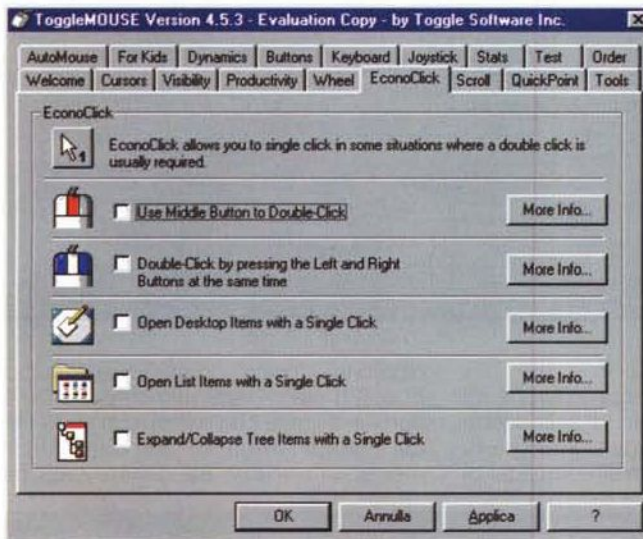 ToggleMOUSE Version 4.5.3 - Evaluation Copy - by Toggle Software Inc.
AutoMouse For Kids Dynamics Buttons Keyboard Joystick Stats Test Order
Welcome Cursors Visibility Productivity Wheel EconoClick Scroll QuickPoint Tools
EconoClick
1
EconoClick allows you to single click in some situations where a double click is
usually required.
Use Middle Button to Double-Click More Info...
Double-Click by pressing the Left and Right
Buttons at the same time More Info...
Open Desktop Items with a Single Click More Info...
Open List Items with a Single Click More Info...
Expand/Collapse Tree Items with a Single Click More Info...
OK Annulla Applica ?